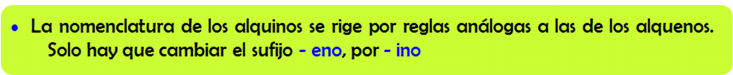 • La nomenclatura de los alquinos se rige por reglas análogas a las de los alquenos.
Solo hay que cambiar el sufijo - eno, por - ino